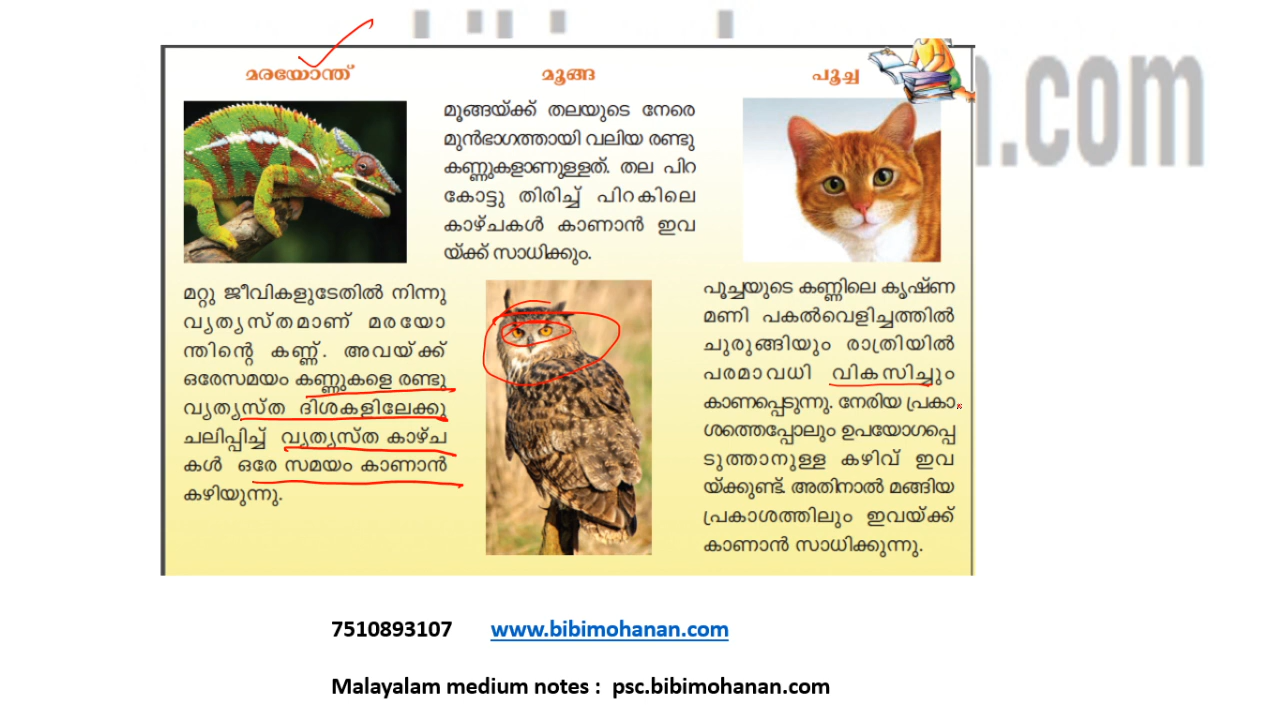 മരയോന്ത്
മറ്റു ജീവികളുടേതിൽ നിന്നു
വ്യത്യസ്തമാണ് മരയോ
ന്തിന്റെ കണ്ണ്. അവയ്ക്ക്
ഒരേസമയം കണ്ണുകളെ രണ്ടു
വ്യത്യസ്ത ദിശകളിലേക്കു
ചലിപ്പിച്ച് വ്യത്യസ്ത കാഴ്ച
കൾ ഒരേ സമയം കാണാൻ
കഴിയുന്നു.
മൂങ്ങ
മൂങ്ങയ്ക്ക് തലയുടെ നേരെ
മുൻഭാഗത്തായി വലിയ രണ്ടു
കണ്ണുകളാണുള്ളത്. തല പിറ
കോട്ടു തിരിച്ച് പിറകിലെ
കാഴ്ചകൾ കാണാൻ ഇവ
യ്ക്ക് സാധിക്കും.
പൂച്ച
പൂച്ചയുടെ കണ്ണിലെ കൃഷ്ണ
മണി പകൽവെളിച്ചത്തിൽ
ചുരുങ്ങിയും രാത്രിയിൽ
പരമാവധി വികസിച്ചും
കാണപ്പെടുന്നു. നേരിയ പ്രകാ
ശത്തെപ്പോലും ഉപയോഗപ്പെ
ടുത്താനുള്ള കഴിവ് ഇവ
യ്ക്കുണ്ട്. അതിനാൽ മങ്ങിയ
പ്രകാശത്തിലും ഇവയ്ക്ക്
കാണാൻ സാധിക്കുന്നു.
n.com
7510893107 www.bibimohanan.com
Malayalam medium notes : psc.bibimohanan.com